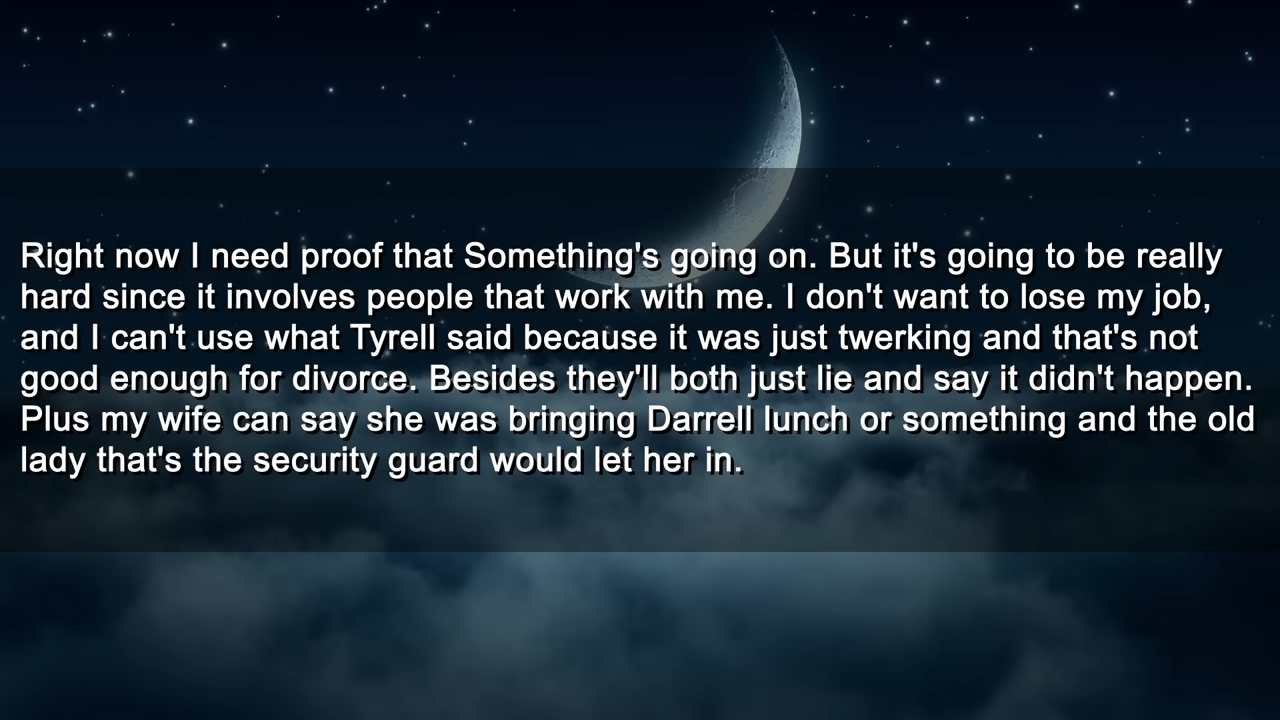 Right now I need proof that Something's going on. But it's going to be really
hard since it involves people that work with me. I don't want to lose my job,
and I can't use what Tyrell said because it was just twerking and that's not
good enough for divorce. Besides they'll both just lie and say it didn't happen.
Plus my wife can say she was bringing Darrell lunch or something and the old
lady that's the security guard would let her in.